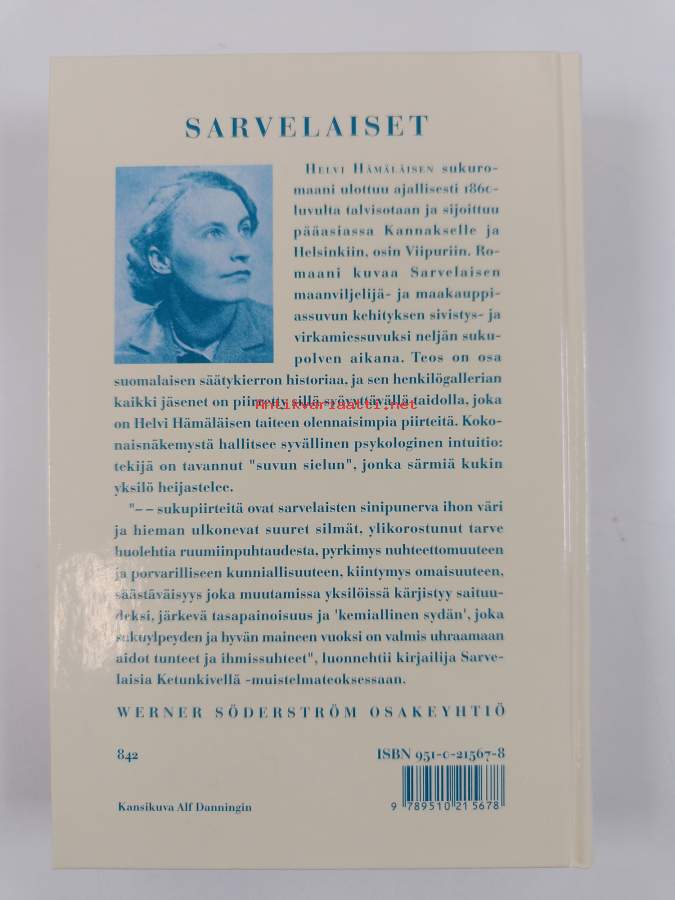 SARVELAISET
HELVI HÄMÄLÄISEN sukuro-
maani ulottuu ajallisesti 1860-
luvulta talvisotaan ja sijoittuu
pääasiassa Kannakselle ja
Helsinkiin, osin Viipuriin. Ro-
maani kuvaa Sarvelaisen
maanviljelijä- ja maakauppi-
assuvun kehityksen sivistys- ja
virkamiessuvuksi neljän suku-
polven aikana. Teos on osa
suomalaisen säätykierron historiaa, ja sen henkilögallerian
kaikki jäsenet on piirretty sillä syövyttävällä taidolla, joka
Antikvariaatti.net
on Helvi Hämäläisen taiteen olennaisimpia piirteitä. Koko-
naisnäkemystä hallitsee syvällinen psykologinen intuitio:
tekijä on tavannut "suvun sielun", jonka särmiä kukin
yksilö heijastelee.
"– – sukupiirteitä ovat sarvelaisten sinipunerva ihon väri
ja hieman ulkonevat suuret silmät, ylikorostunut tarve
huolehtia ruumiinpuhtaudesta, pyrkimys nuhteettomuuteen
ja porvarilliseen kunniallisuuteen, kiintymys omaisuuteen,
säästäväisyys joka muutamissa yksilöissä kärjistyy saituu-
deksi, järkevä tasapainoisuus ja 'kemiallinen sydän', joka
sukuylpeyden ja hyvän maineen vuoksi on valmis uhraamaan
aidot tunteet ja ihmissuhteet", luonnehtii kirjailija Sarve-
laisia Ketunkivellä -muistelmateoksessaan.
WERNER SÖDERSTRÖM OSAKEYHTIÖ
842
ISBN 951-0-21567-8
9 789510 215678
Kansikuva Alf Danningin